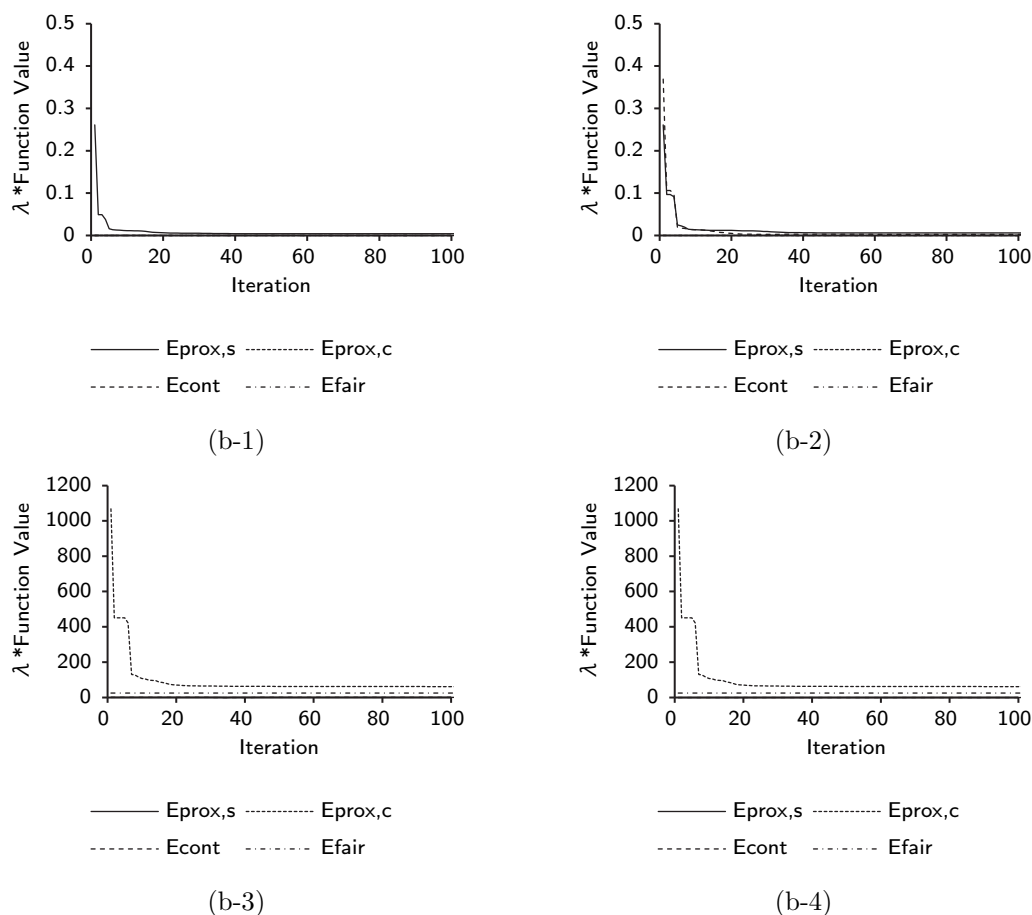 0.5
0.4
0.3
0.2
0.1
0
λ *Function Value
0 20 40 60 80 100
Iteration
Eprox,s Eprox,c
Econt Efair
(b-1)
0.5
0.4
0.3
0.2
0.1
0
λ *Function Value
0 20 40 60 80 100
Iteration
Eprox,s Eprox,c
Econt Efair
(b-2)
1200
1000
800
600
400
200
0
λ *Function Value
0 20 40 60 80 100
Iteration
Eprox,s Eprox,c
Econt Efair
(b-3)
1200
1000
800
600
400
200
0
λ *Function Value
0 20 40 60 80 100
Iteration
Eprox,s Eprox,c
Econt Efair
(b-4)